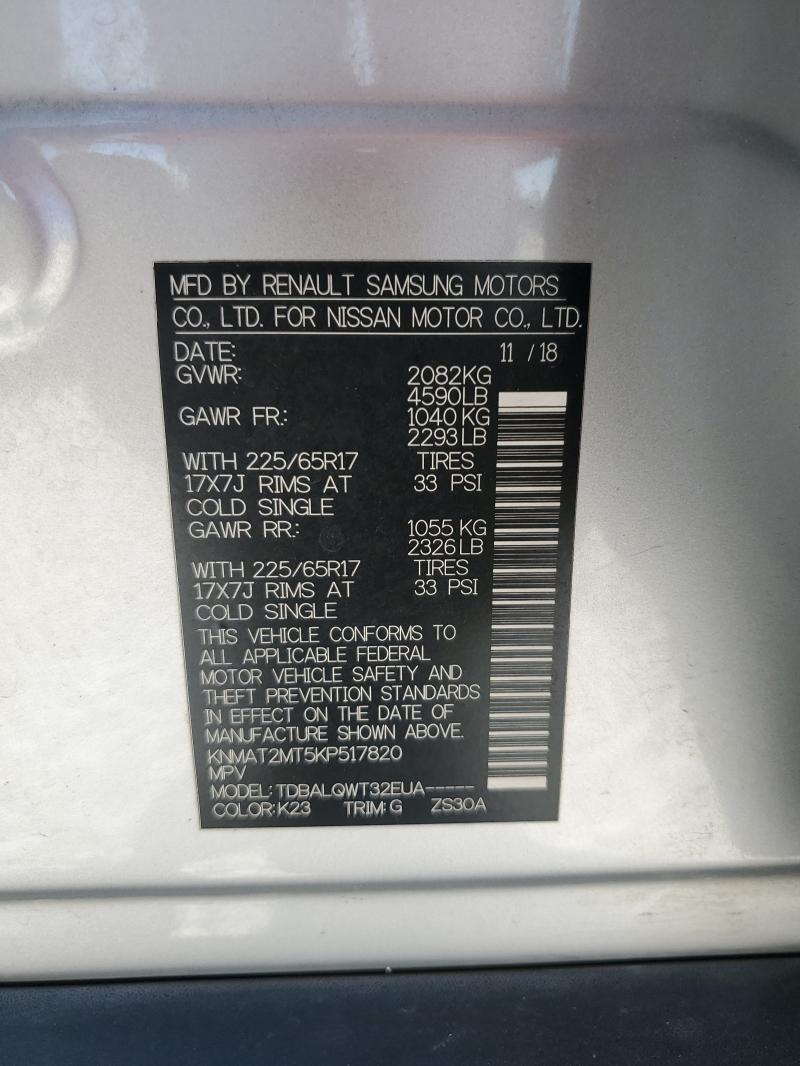 MFD BY RENAULT SAMSUNG MOTORS
CO., LTD. FOR NISSAN MOTOR CO., LTD.
DATE: 11 / 18
GVWR: 2082KG
4590LB
GAWR FR.: 1040 KG
2293 LB
WITH 225/65R17 TIRES
17X7J RIMS AT 33 PSI
COLD SINGLE
GAWR RR.: 1055 KG
2326 LB
WITH 225/65R17 TIRES
17X7J RIMS AT 33 PSI
COLD SINGLE
THIS VEHICLE CONFORMS TO
ALL APPLICABLE FEDERAL
MOTOR VEHICLE SAFETY AND
THEFT PREVENTION STANDARDS
IN EFFECT ON THE DATE OF
MANUFACTURE SHOWN ABOVE.
KNMAT2MT5KP517820
MPV
MODEL: TDBALQWT32EUA-----
COLOR: K23 TRIM: G ZS30A